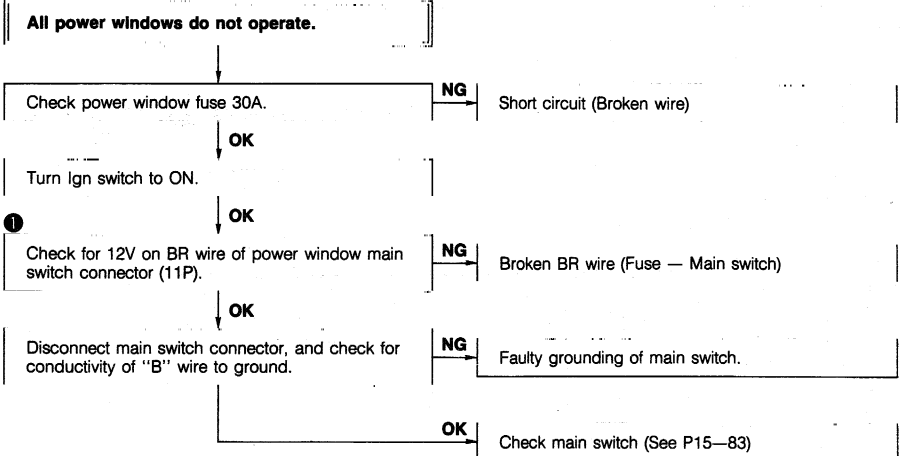 All power windows do not operate.
Check power window fuse 30A.
NG
Short circuit (Broken wire)
OK
Turn Ign switch to ON.
OK
1
Check for 12V on BR wire of power window main
switch connector (11P).
NG
Broken BR wire (Fuse — Main switch)
OK
Disconnect main switch connector, and check for
conductivity of "B" wire to ground.
NG
Faulty grounding of main switch.
OK
Check main switch (See P15—83)